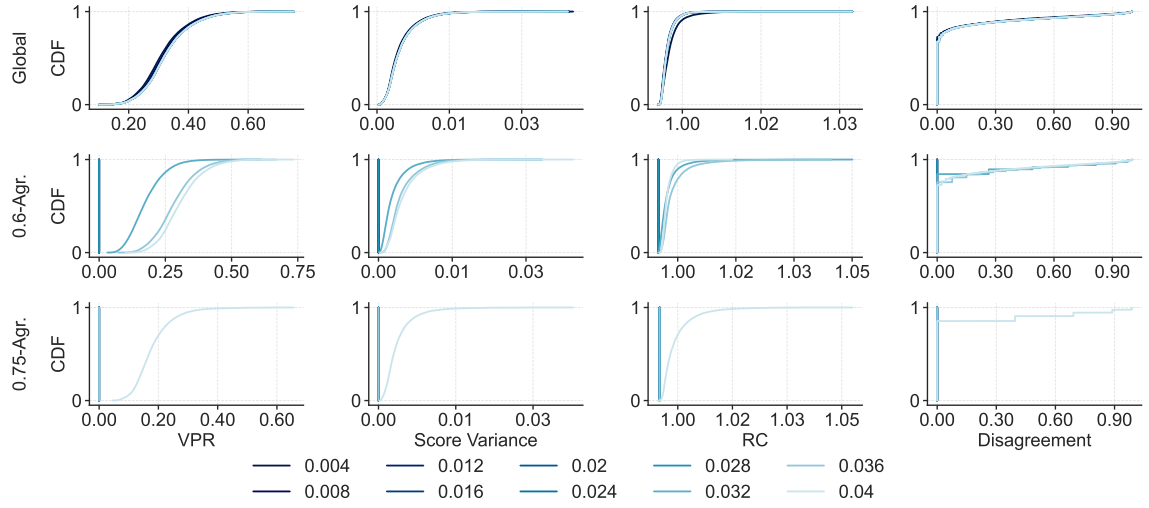 Global
CDF
1
0
0.20 0.40 0.60
1
0
0.00 0.01 0.03
1
0
1.00 1.02 1.03
1
0
0.00 0.30 0.60 0.90
0.6-Agr.
CDF
1
0
0.00 0.25 0.50 0.75
1
0
0.00 0.01 0.03
1
0
1.00 1.02 1.03 1.05
1
0
0.00 0.30 0.60 0.90
0.75-Agr.
CDF
1
0
0.00 0.20 0.40 0.60
VPR
1
0
0.00 0.01 0.03
Score Variance
1
0
1.00 1.02 1.03 1.05
RC
1
0
0.00 0.30 0.60 0.90
Disagreement
0.004 0.012 0.02 0.028 0.036
0.008 0.016 0.024 0.032 0.04